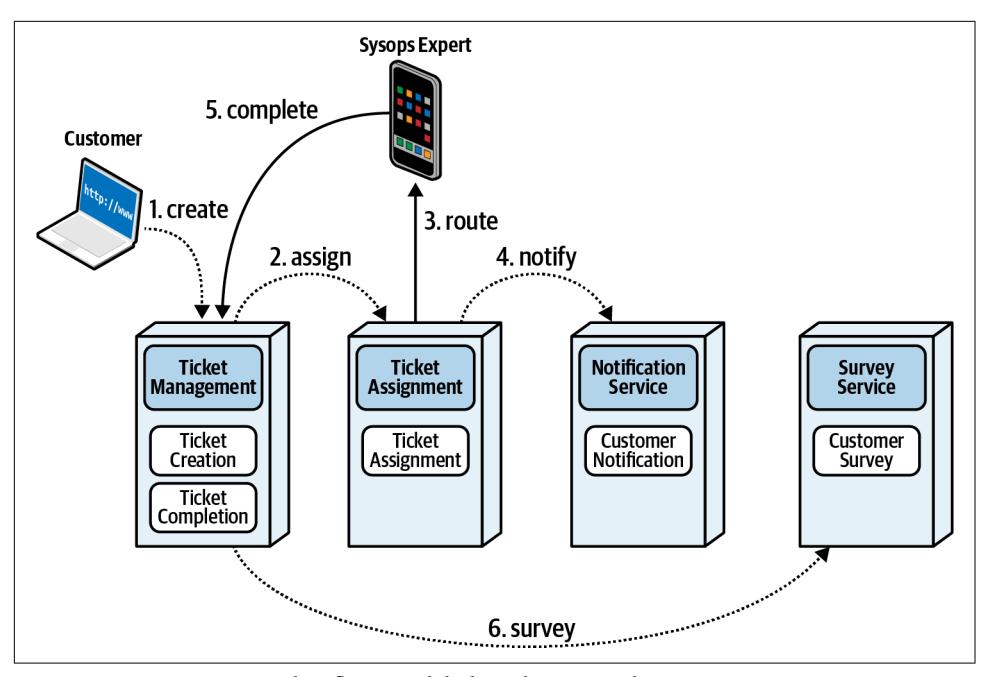 Sysops Expert
5. complete
Customer
http://www
1. create
3. route
2. assign
4. notify
Ticket
Management
Ticket
Creation
Ticket
Completion
Ticket
Assignment
Ticket
Assignment
Notification
Service
Customer
Notification
Survey
Service
Customer
Survey
6. survey